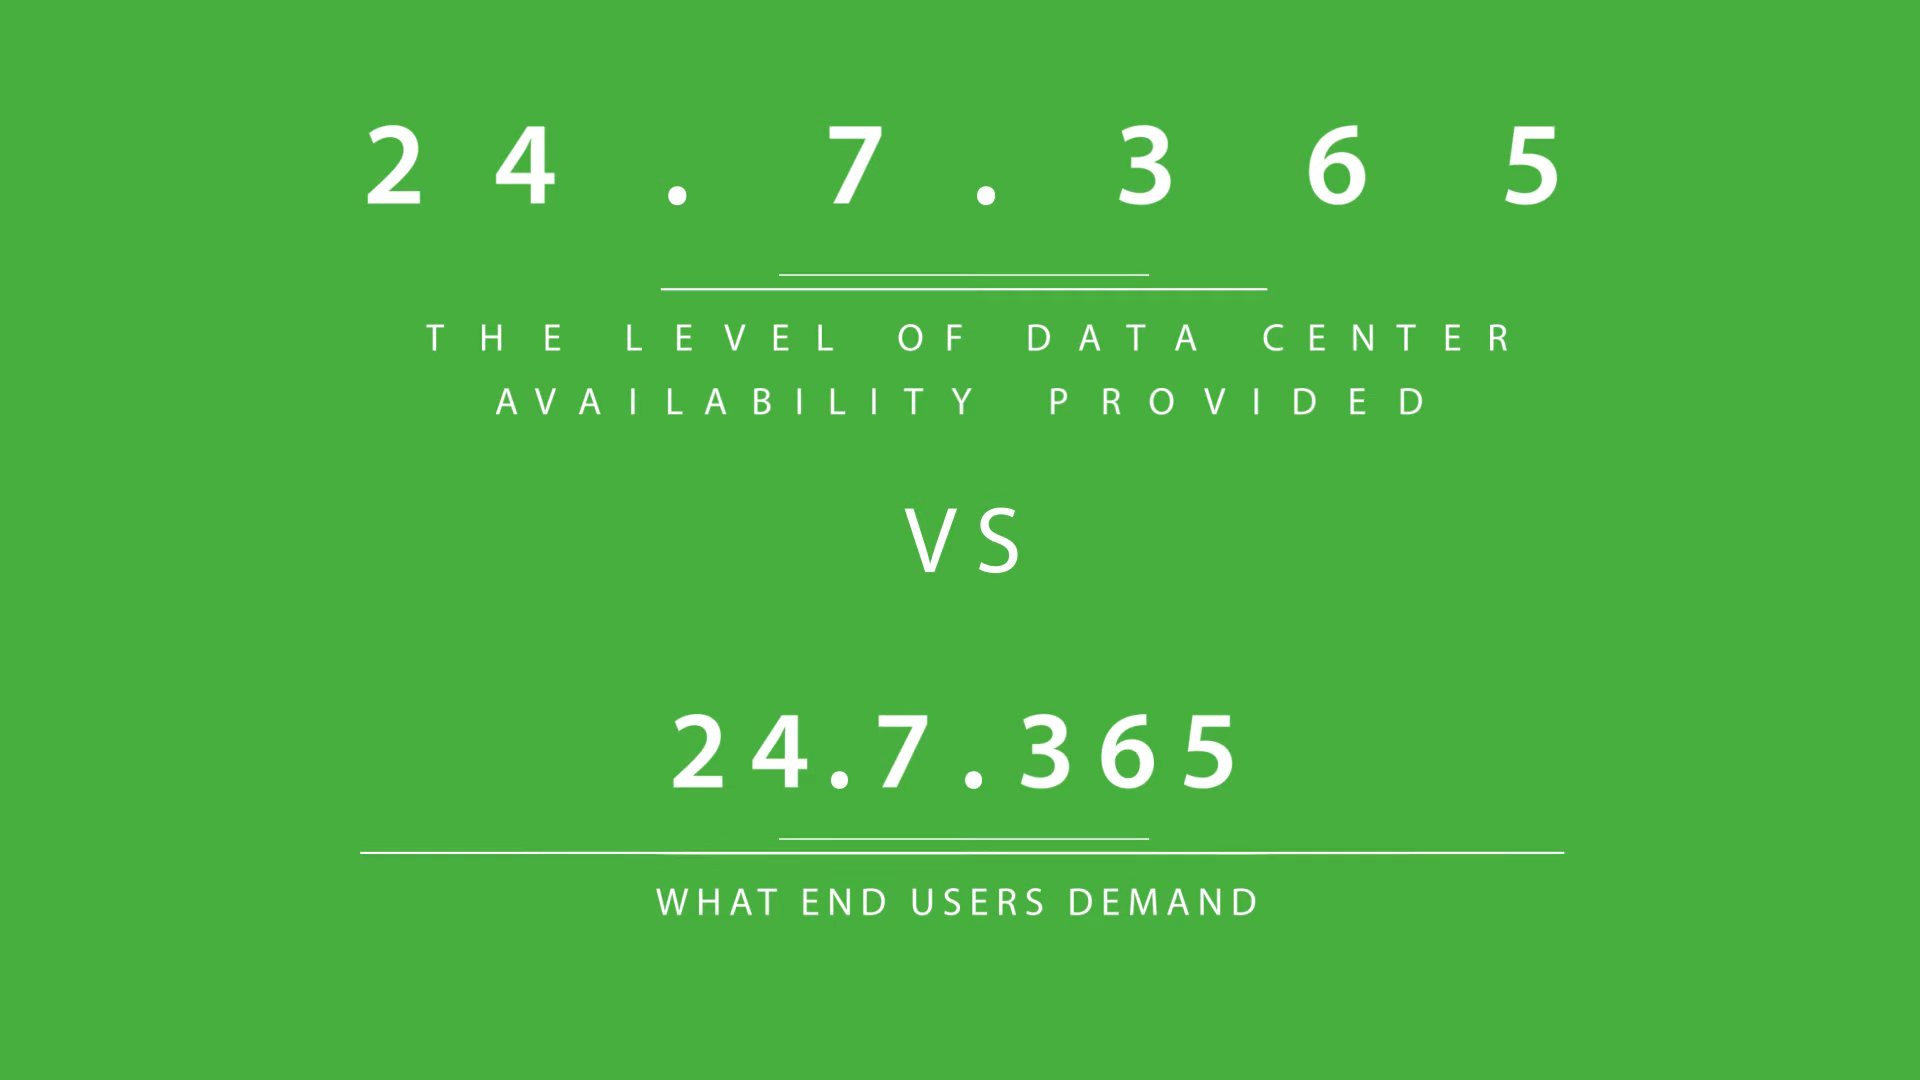 24.7.365
THE LEVEL OF DATA CENTER
AVAILABILITY PROVIDED
VS
24.7.365
WHAT END USERS DEMAND